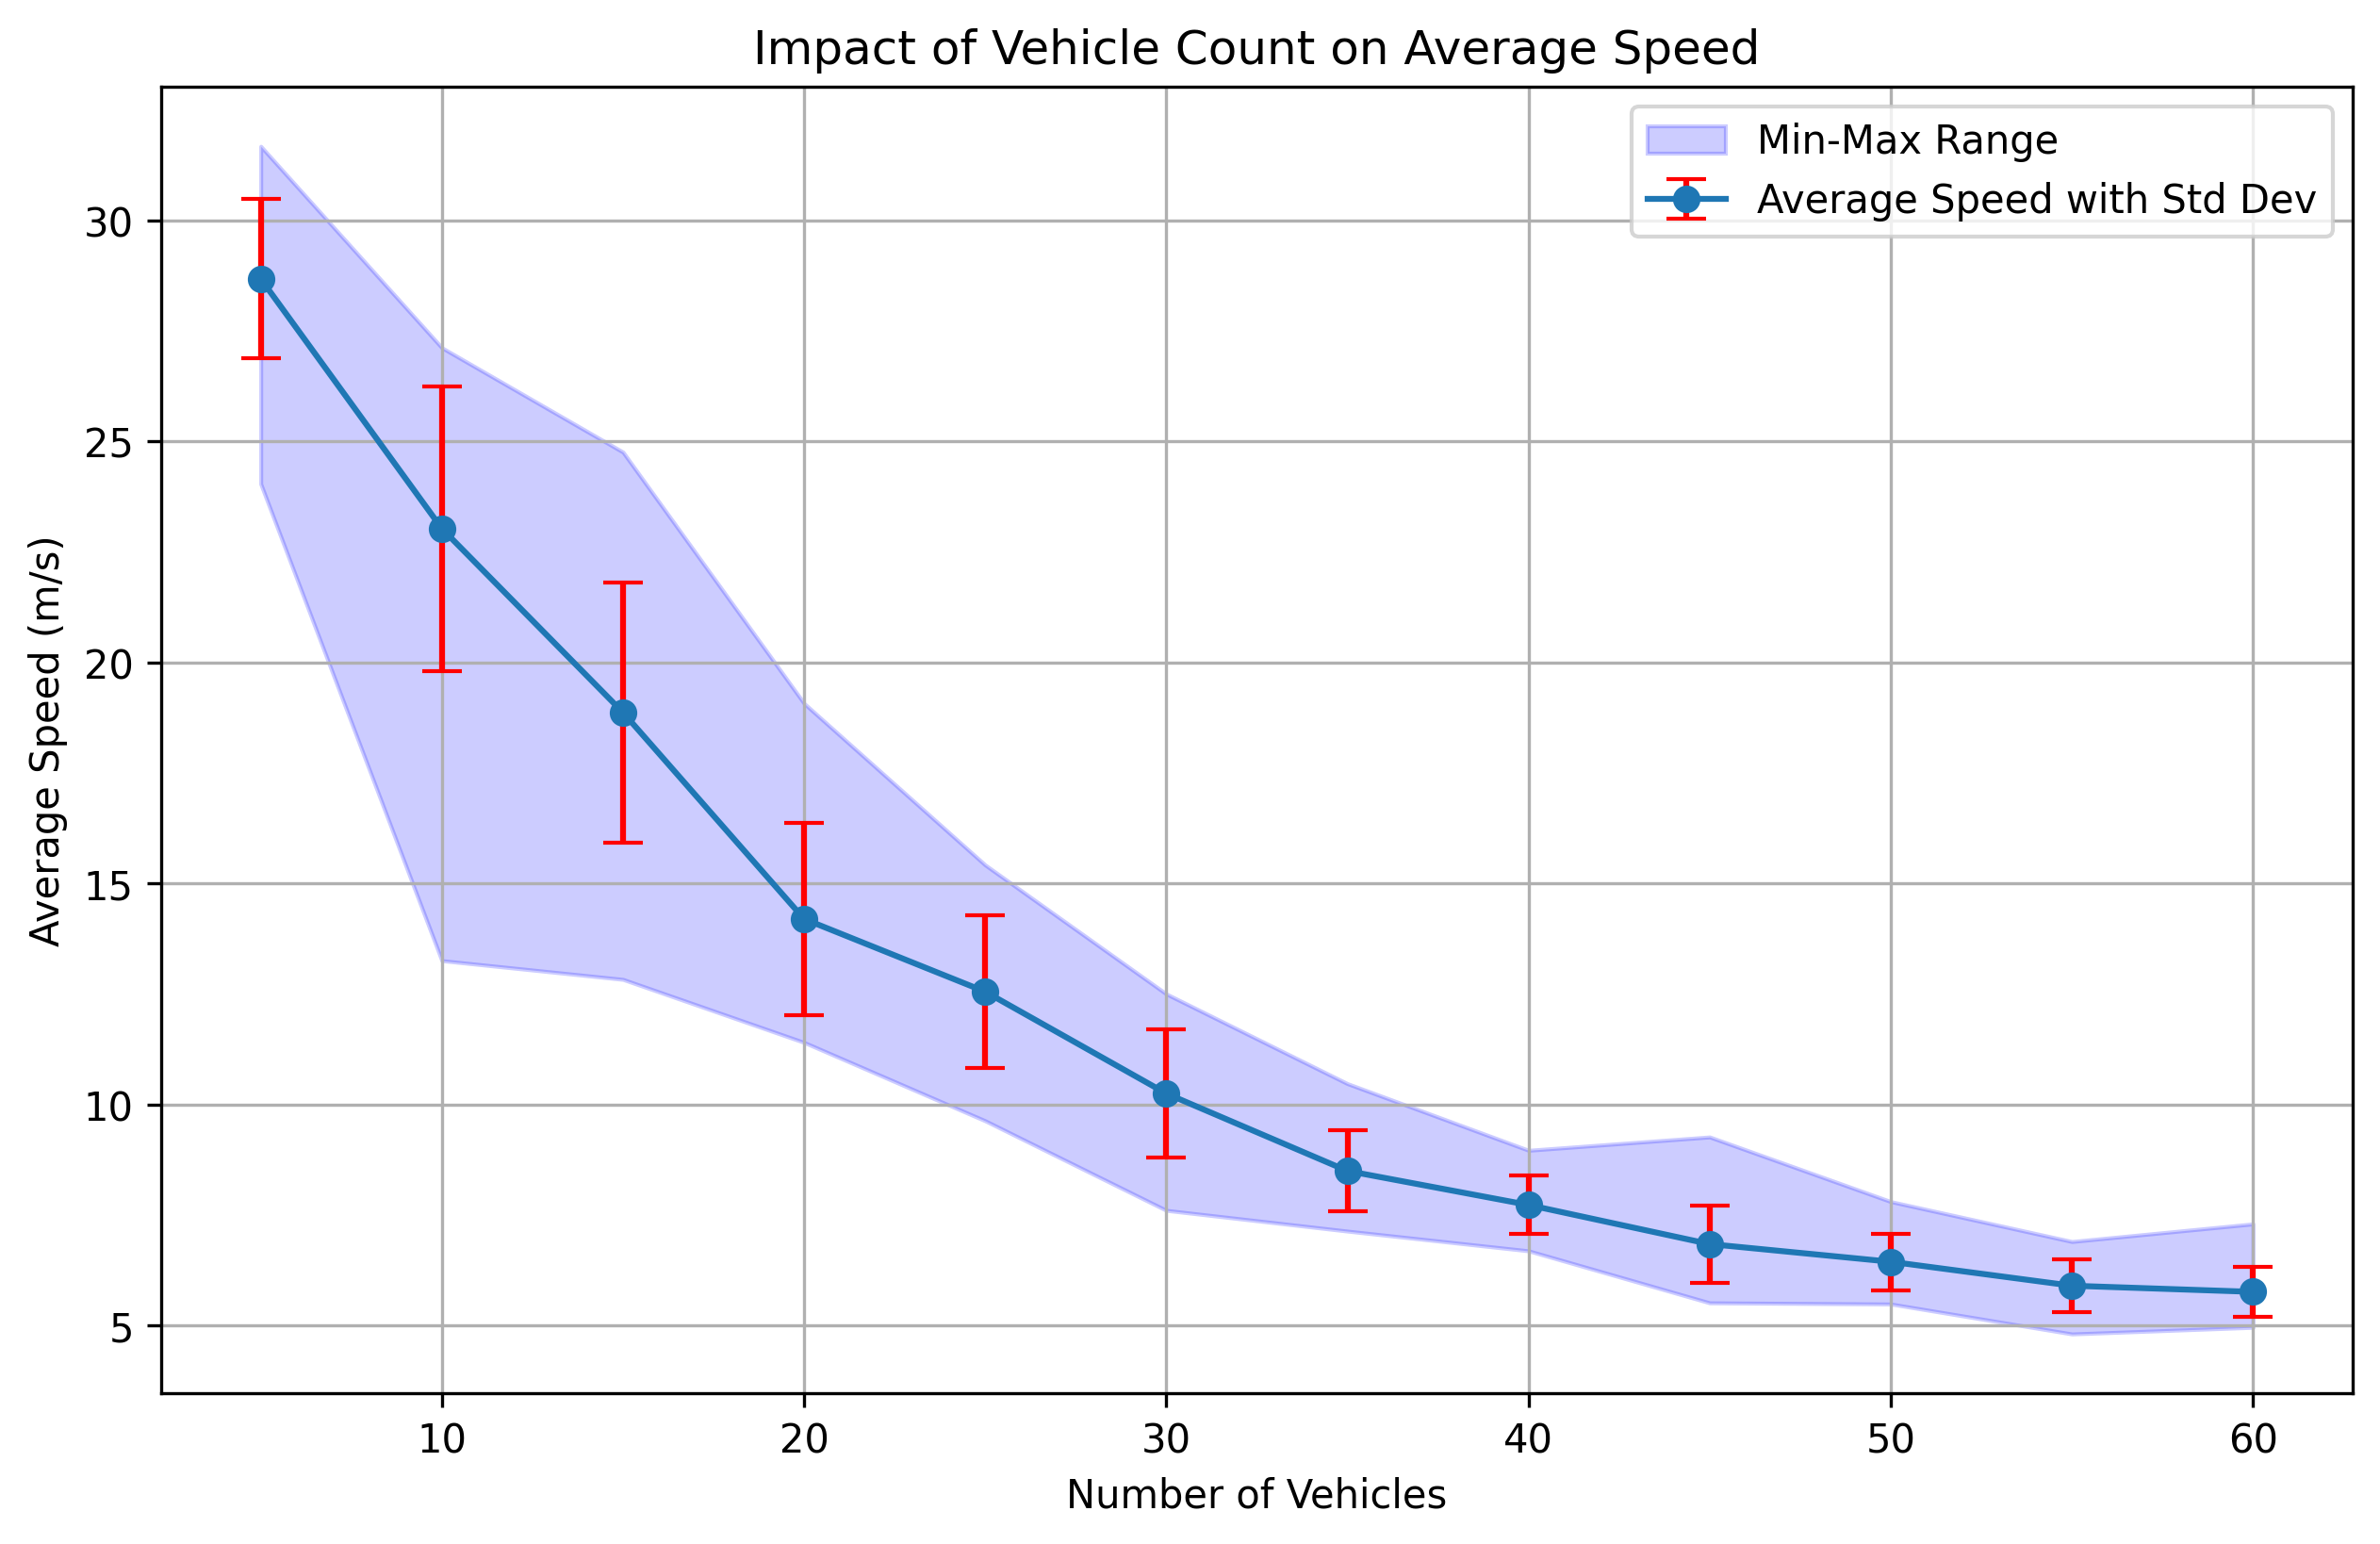 Impact of Vehicle Count on Average Speed
Min-Max Range
Average Speed with Std Dev
Average Speed (m/s)
30
25
20
15
10
5
10 20 30 40 50 60
Number of Vehicles